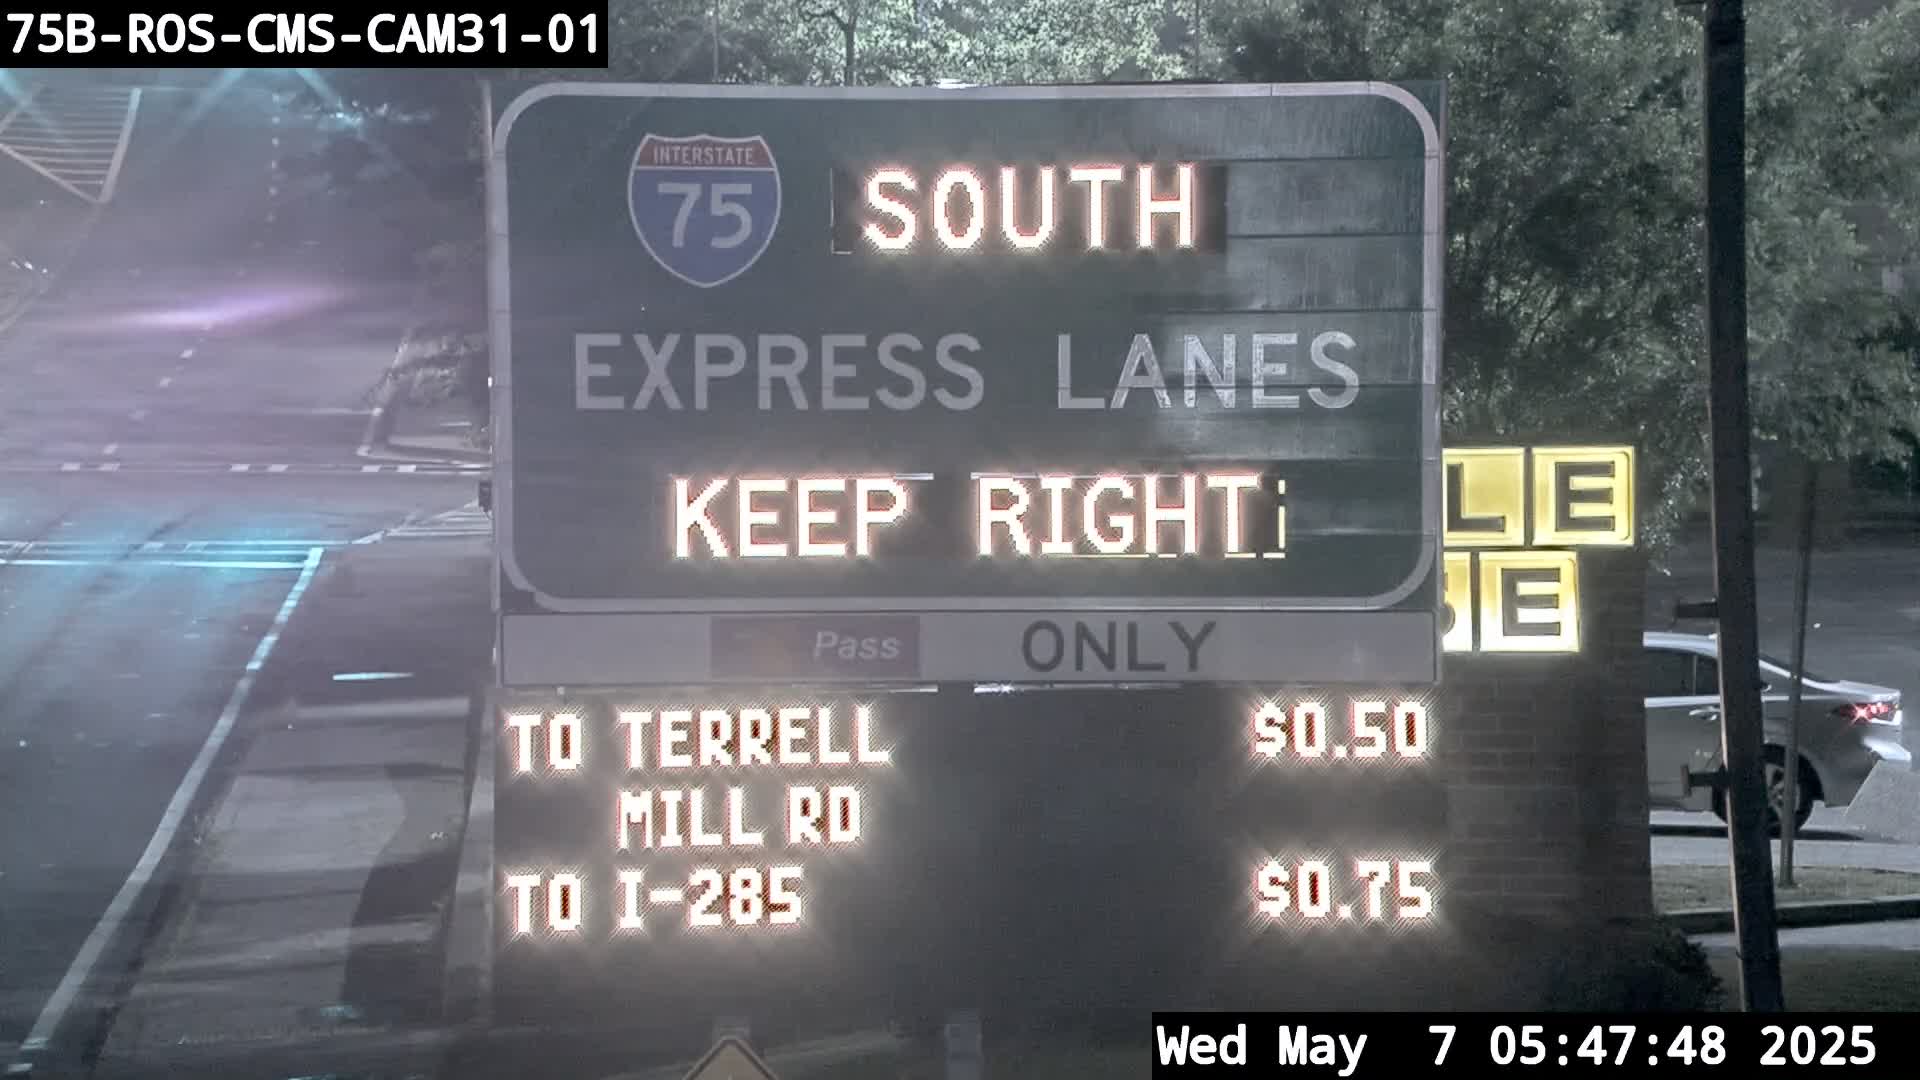 75B-ROS-CMS-CAM31-01
INTERSTATE
75
SOUTH
EXPRESS LANES
KEEP RIGHT
LE
E
Pass ONLY
TO TERRELL $0.50
MILL RD
TO I-285 $0.75
Wed May 7 05:47:48 2025